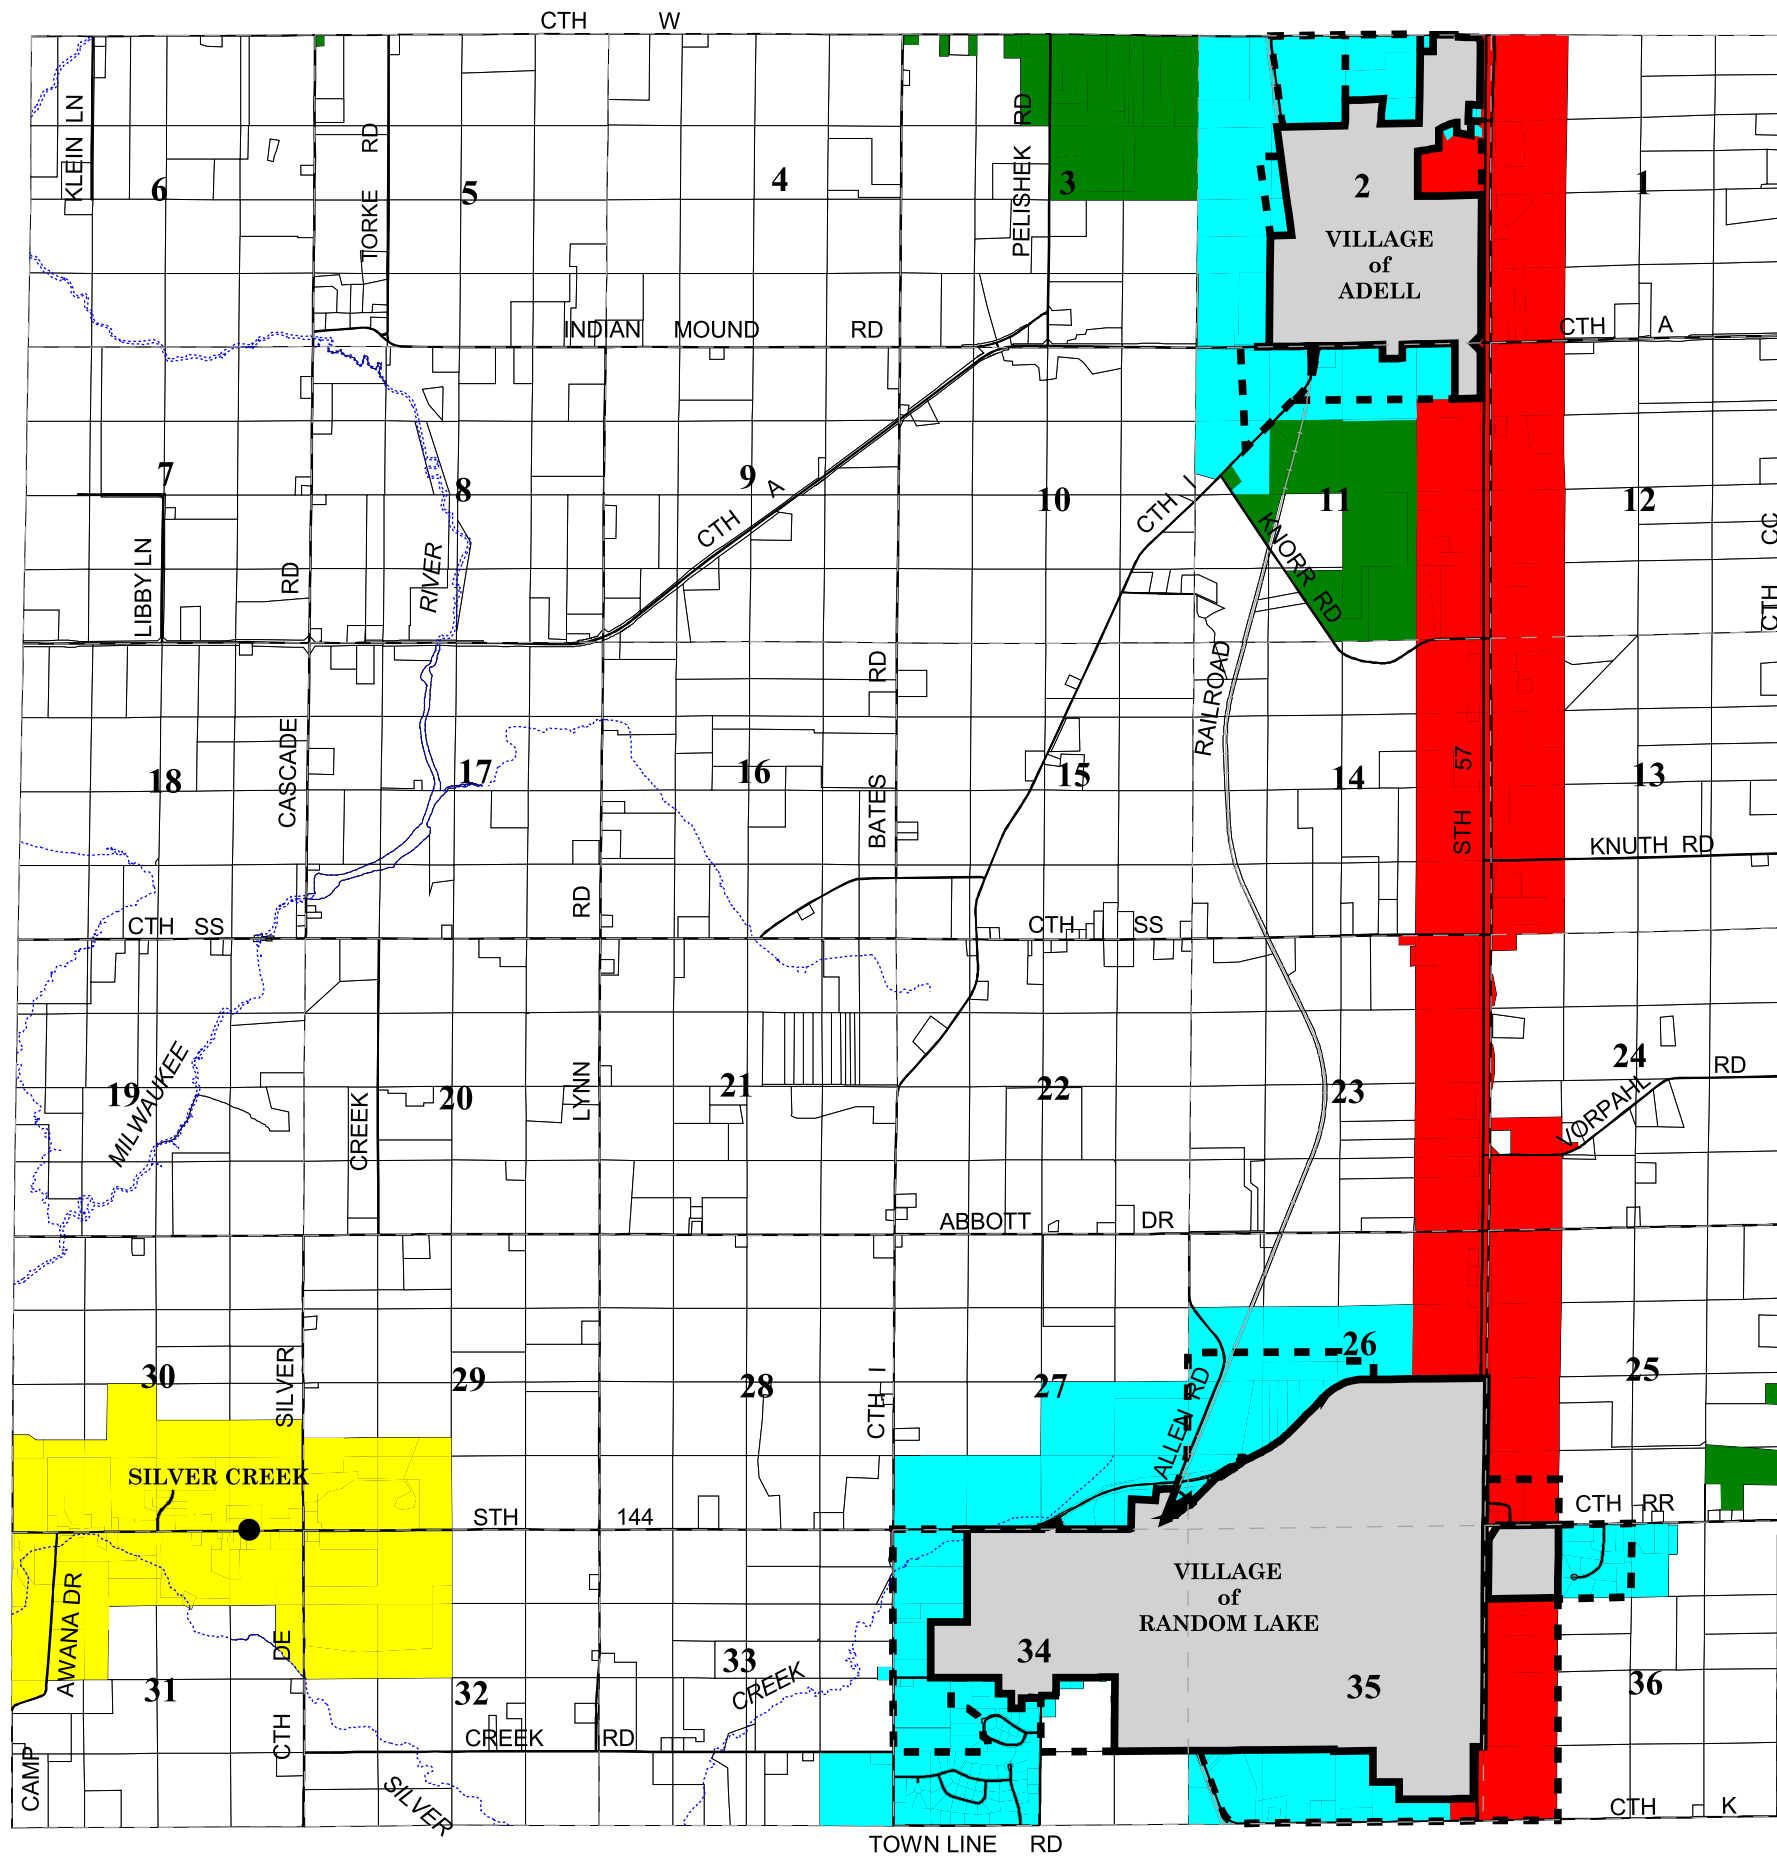 CTH W
KLEIN LN
TORKE RD
PELISHEK RD
6
5
4
3
2
1
VILLAGE
of
ADELL
INDIAN MOUND RD
CTH A
7
8
9
10
11
12
CTH A
CTH I
KNORR RD
CTH CC
LIBBY LN
RD
RIVER
RAILROAD
RD
CASCADE
BATES
STH 57
18
17
16
15
14
13
KNUTH RD
RD
CTH SS
CTH SS
MILWAUKEE
19
20
21
22
23
24
CREEK
LYNN
VORPAHL RD
ABBOTT DR
30
29
28
27
26
25
SILVER
CTH I
ALLEN RD
SILVER CREEK
STH 144
CTH RR
VILLAGE
of
RANDOM LAKE
AWANA DR
DE
31
32
33
34
35
36
CREEK
CTH
CREEK RD
CAMP
SILVER
CTH K
TOWN LINE RD